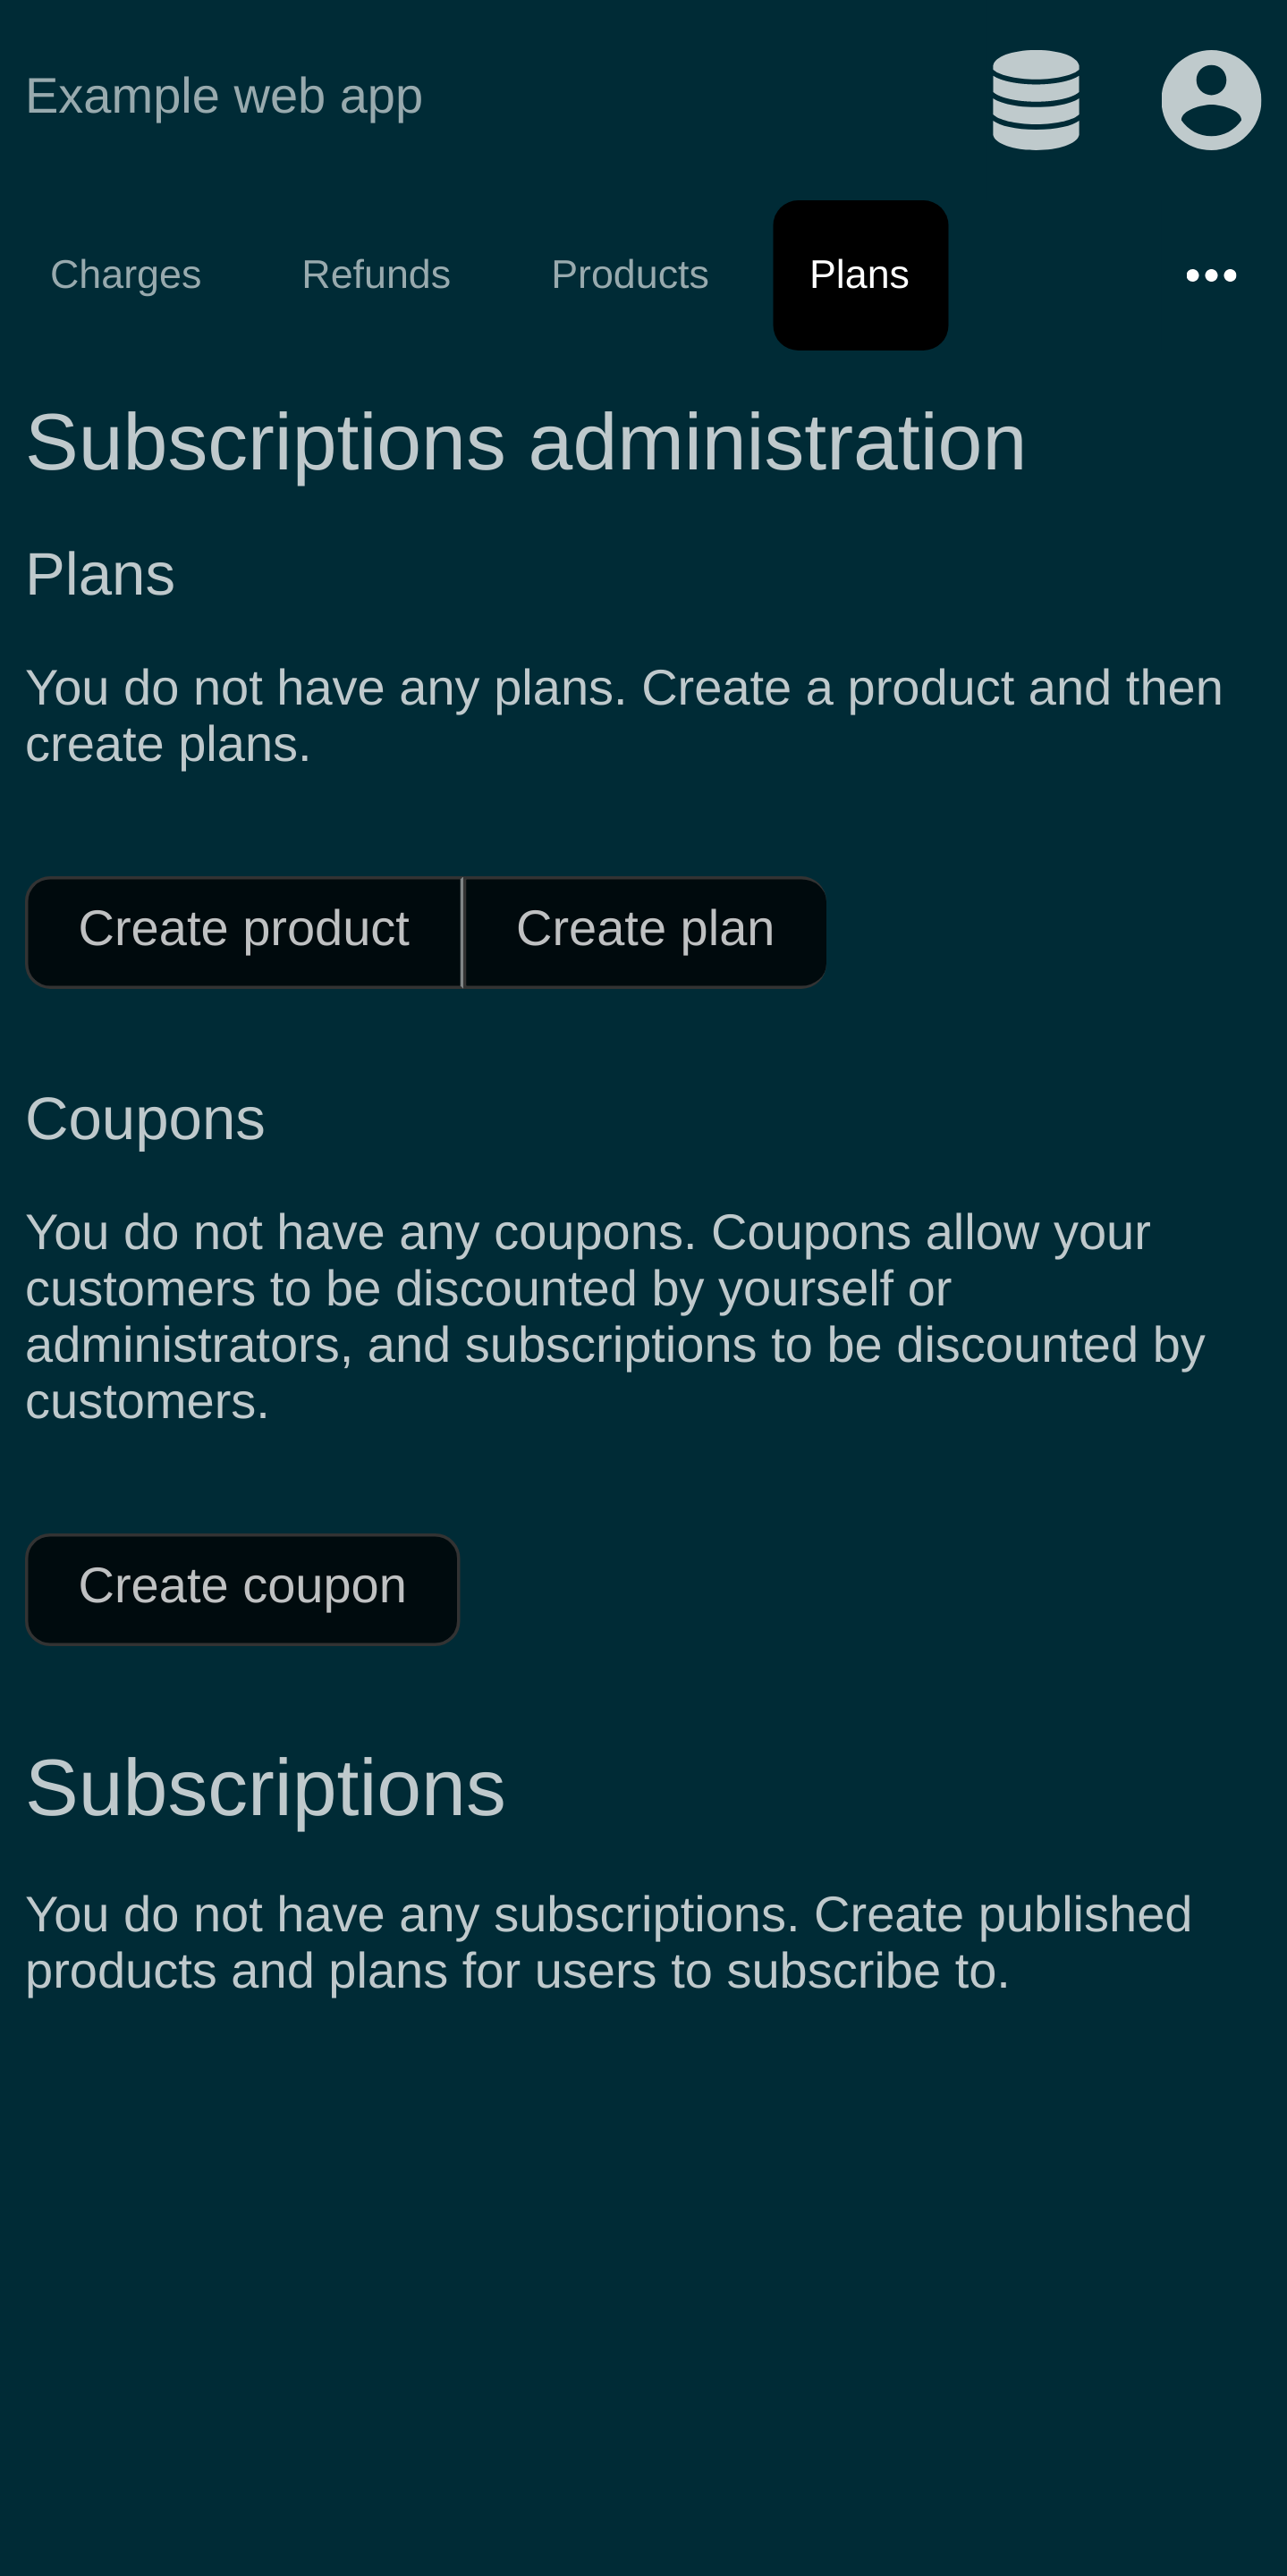 Example web app
Charges Refunds Products Plans
Subscriptions administration
Plans
You do not have any plans. Create a product and then
create plans.
Create product Create plan
Coupons
You do not have any coupons. Coupons allow your
customers to be discounted by yourself or
administrators, and subscriptions to be discounted by
customers.
Create coupon
Subscriptions
You do not have any subscriptions. Create published
products and plans for users to subscribe to.